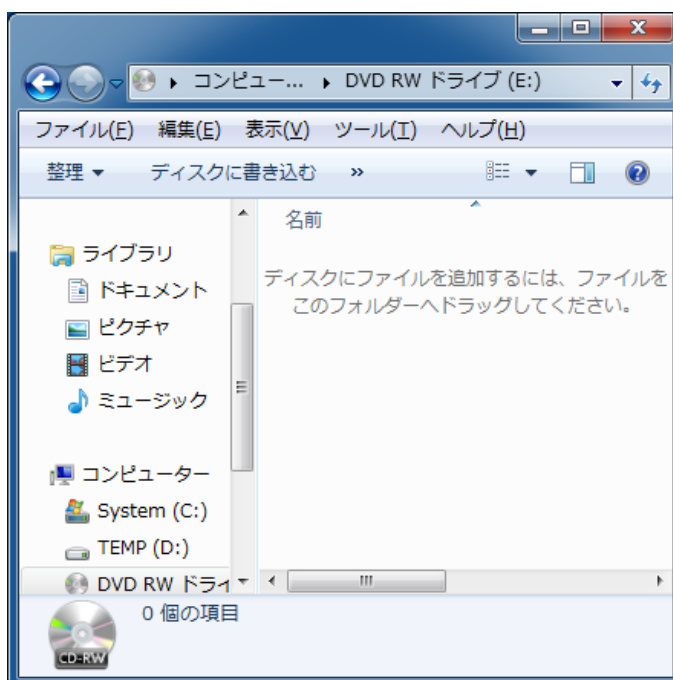 コンピュー... ▸ DVD RW ドライブ (E:)
ファイル(F) 編集(E) 表示(V) ツール(T) ヘルプ(H)
整理 ディスクに書き込む »
名前
ライブラリ
ドキュメント
ピクチャ
ビデオ
ミュージック
コンピューター
System (C:)
TEMP (D:)
DVD RW ドライ
ディスクにファイルを追加するには、ファイルを
このフォルダーへドラッグしてください。
0 個の項目
CD-RW